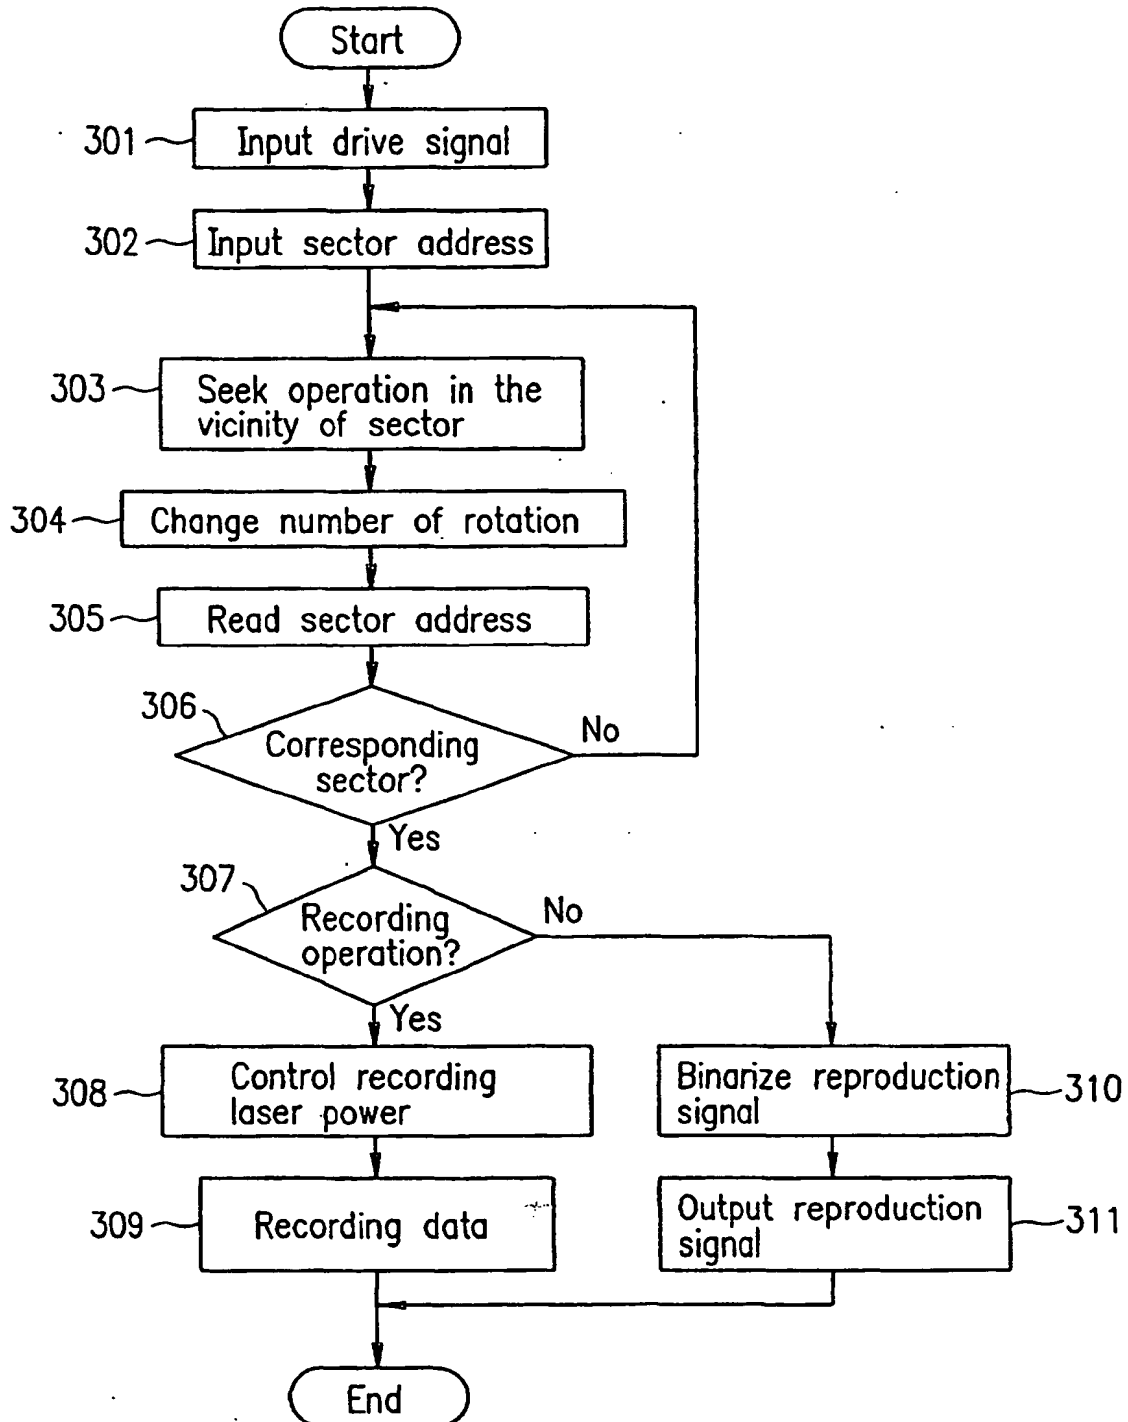 Start
301
Input drive signal
302
Input sector address
303
Seek operation in the
vicinity of sector
304
Change number of rotation
305
Read sector address
306
Corresponding
sector?
No
Yes
307
Recording
operation?
No
Yes
308
Control recording
laser power
Binarize reproduction
signal
310
309
Recording data
Output reproduction
signal
311
End